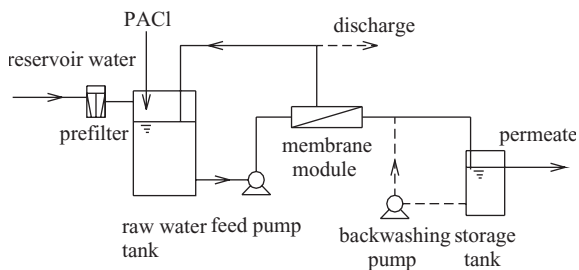 PACl
discharge
reservoir water
prefilter
permeate
membrane
module
raw water
tank
feed pump
backwashing
pump
storage
tank